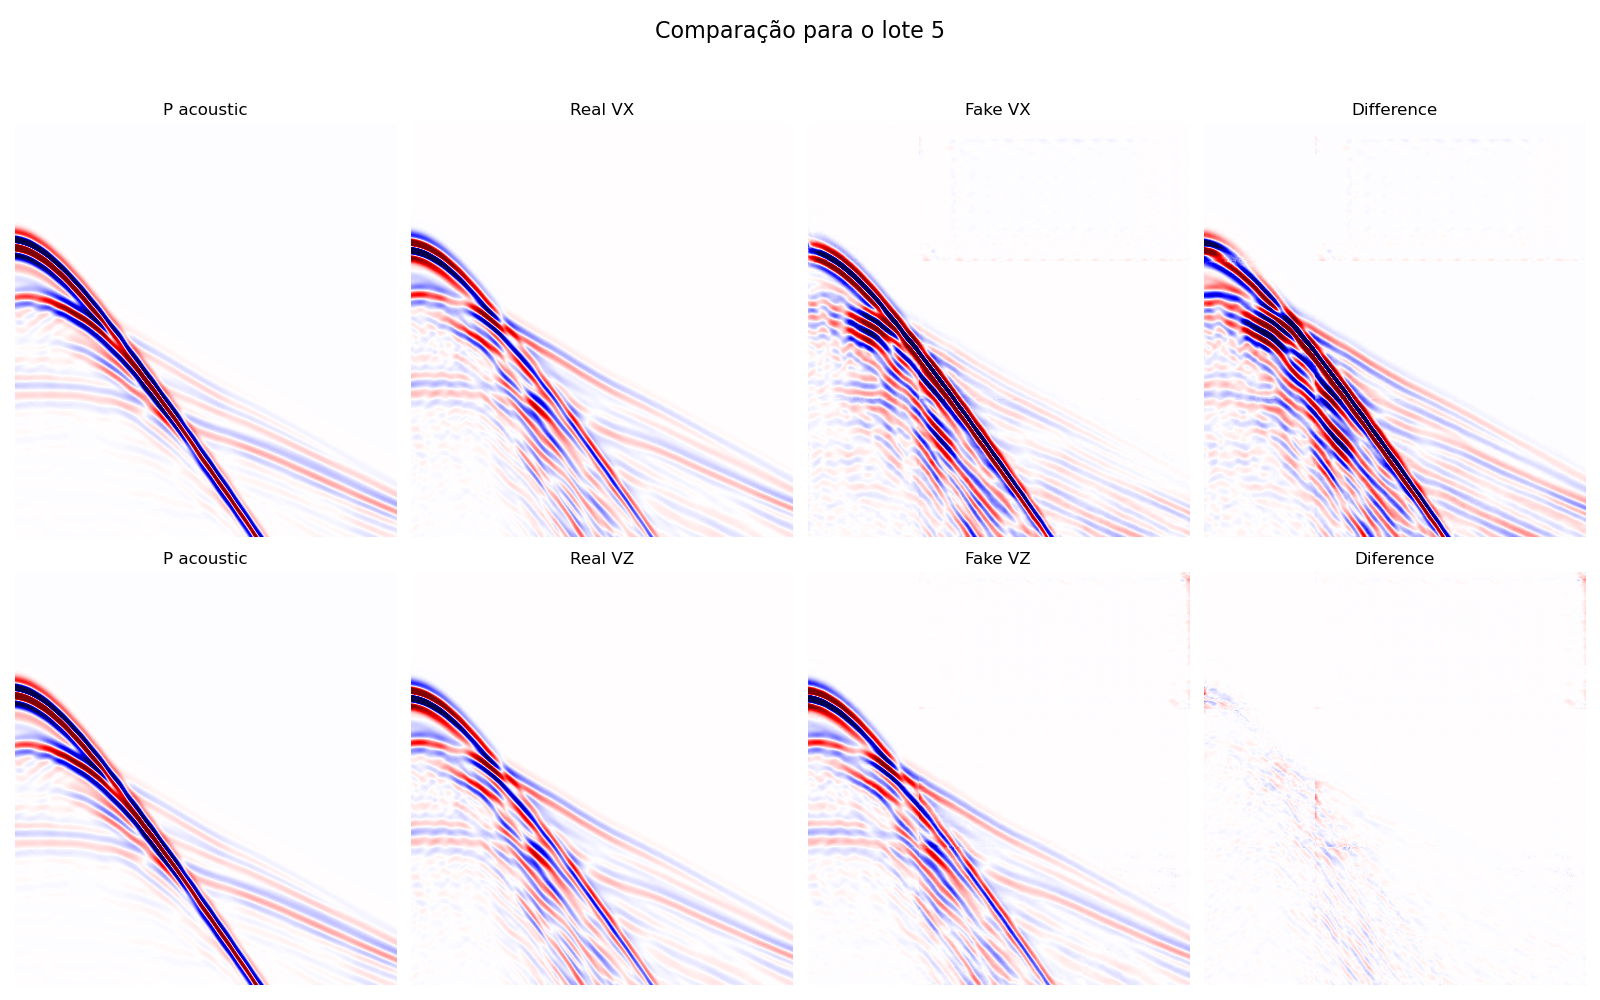 Comparação para o lote 5
P acoustic
Real VX
Fake VX
Difference
P acoustic
Real VZ
Fake VZ
Diference